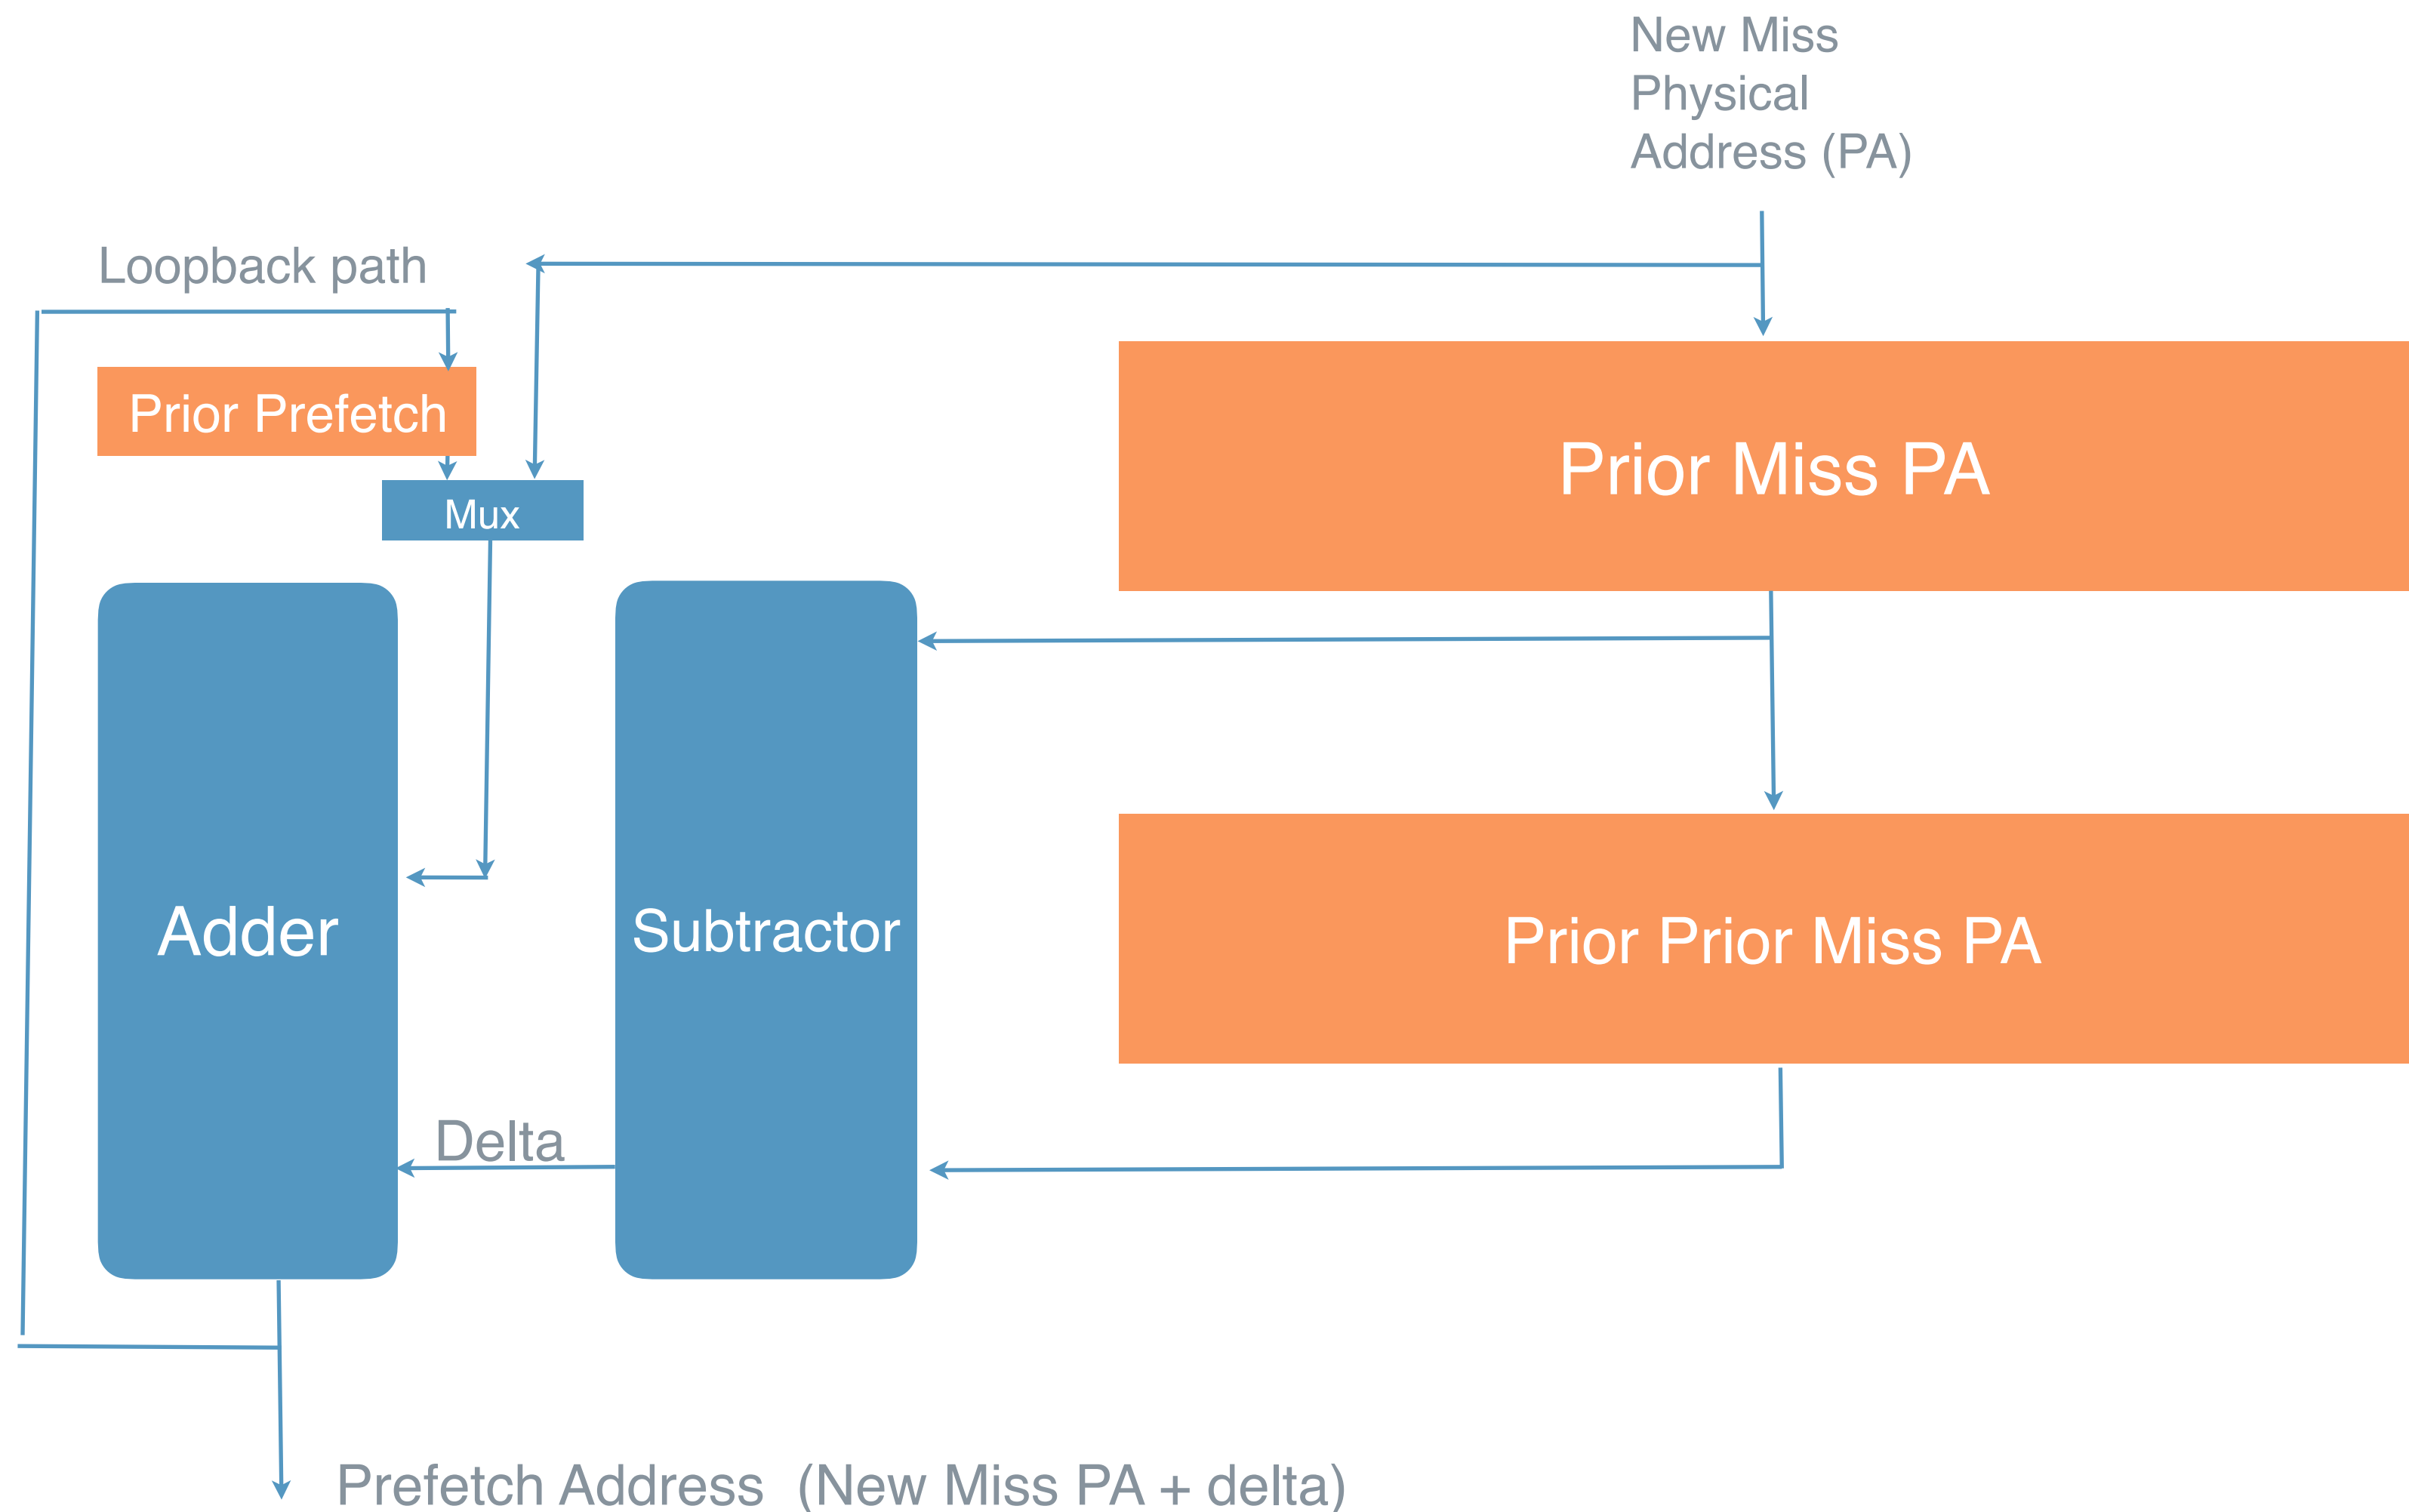 New Miss
Physical
Address (PA)
Loopback path
Prior Prefetch
Prior Miss PA
Mux
Adder
Subtractor
Prior Prior Miss PA
Delta
Prefetch Address (New Miss PA + delta)